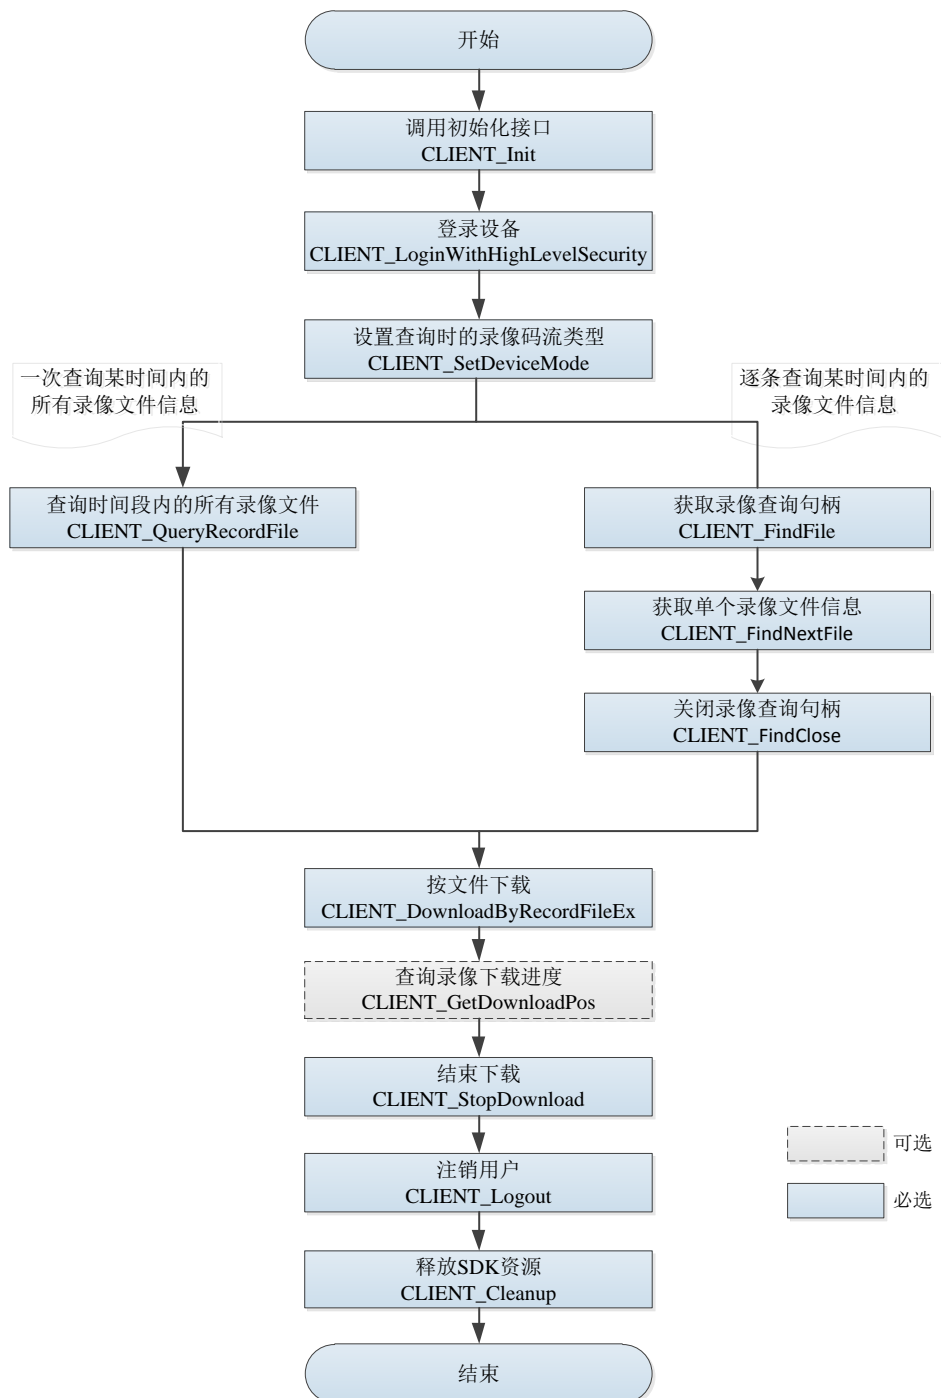 开始
调用初始化接口
CLIENT_Init
登录设备
CLIENT_LoginWithHighLevelSecurity
设置查询时的录像码流类型
CLIENT_SetDeviceMode
一次查询某时间内的
所有录像文件信息
逐条查询某时间内的
录像文件信息
查询时间段内的所有录像文件
CLIENT_QueryRecordFile
获取录像查询句柄
CLIENT_FindFile
获取单个录像文件信息
CLIENT_FindNextFile
关闭录像查询句柄
CLIENT_FindClose
按文件下载
CLIENT_DownloadByRecordFileEx
查询录像下载进度
CLIENT_GetDownloadPos
结束下载
CLIENT_StopDownload
可选
注销用户
CLIENT_Logout
必选
释放SDK资源
CLIENT_Cleanup
结束